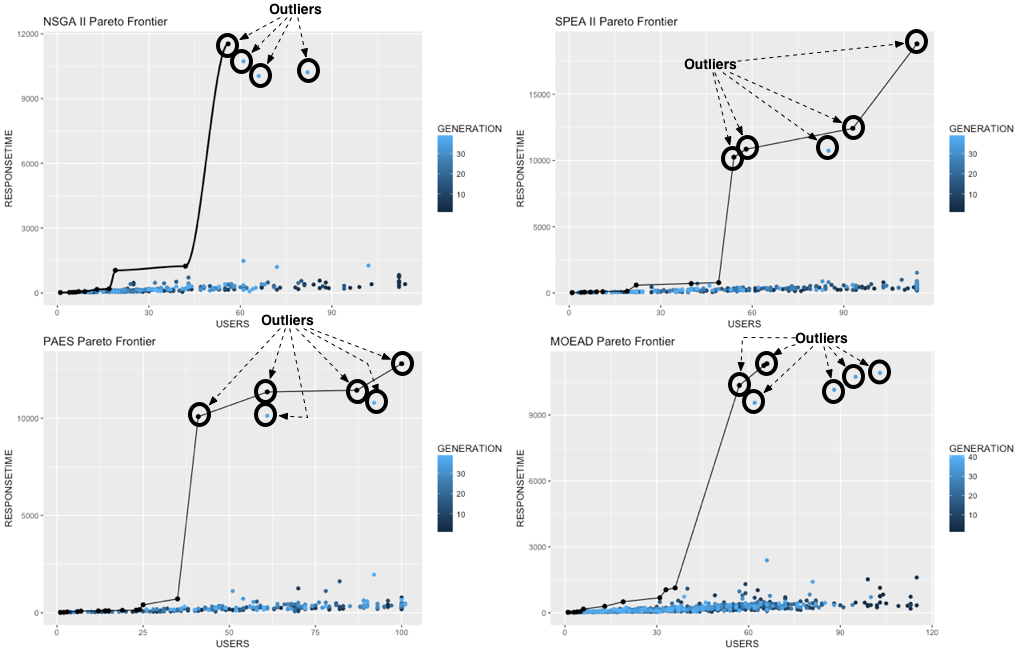 Outliers
NSGA II Pareto Frontier
12000
9000
6000
3000
0
RESPONSETIME
0
30
60
90
USERS
GENERATION
30
20
10
SPEA II Pareto Frontier
Outliers
15000
10000
5000
0
RESPONSETIME
0
30
60
90
USERS
GENERATION
30
20
10
Outliers
PAES Pareto Frontier
10000
5000
0
RESPONSETIME
0
25
50
75
100
USERS
GENERATION
30
20
10
Outliers
MOEAD Pareto Frontier
9000
6000
3000
0
RESPONSETIME
0
30
60
90
120
USERS
GENERATION
40
30
20
10